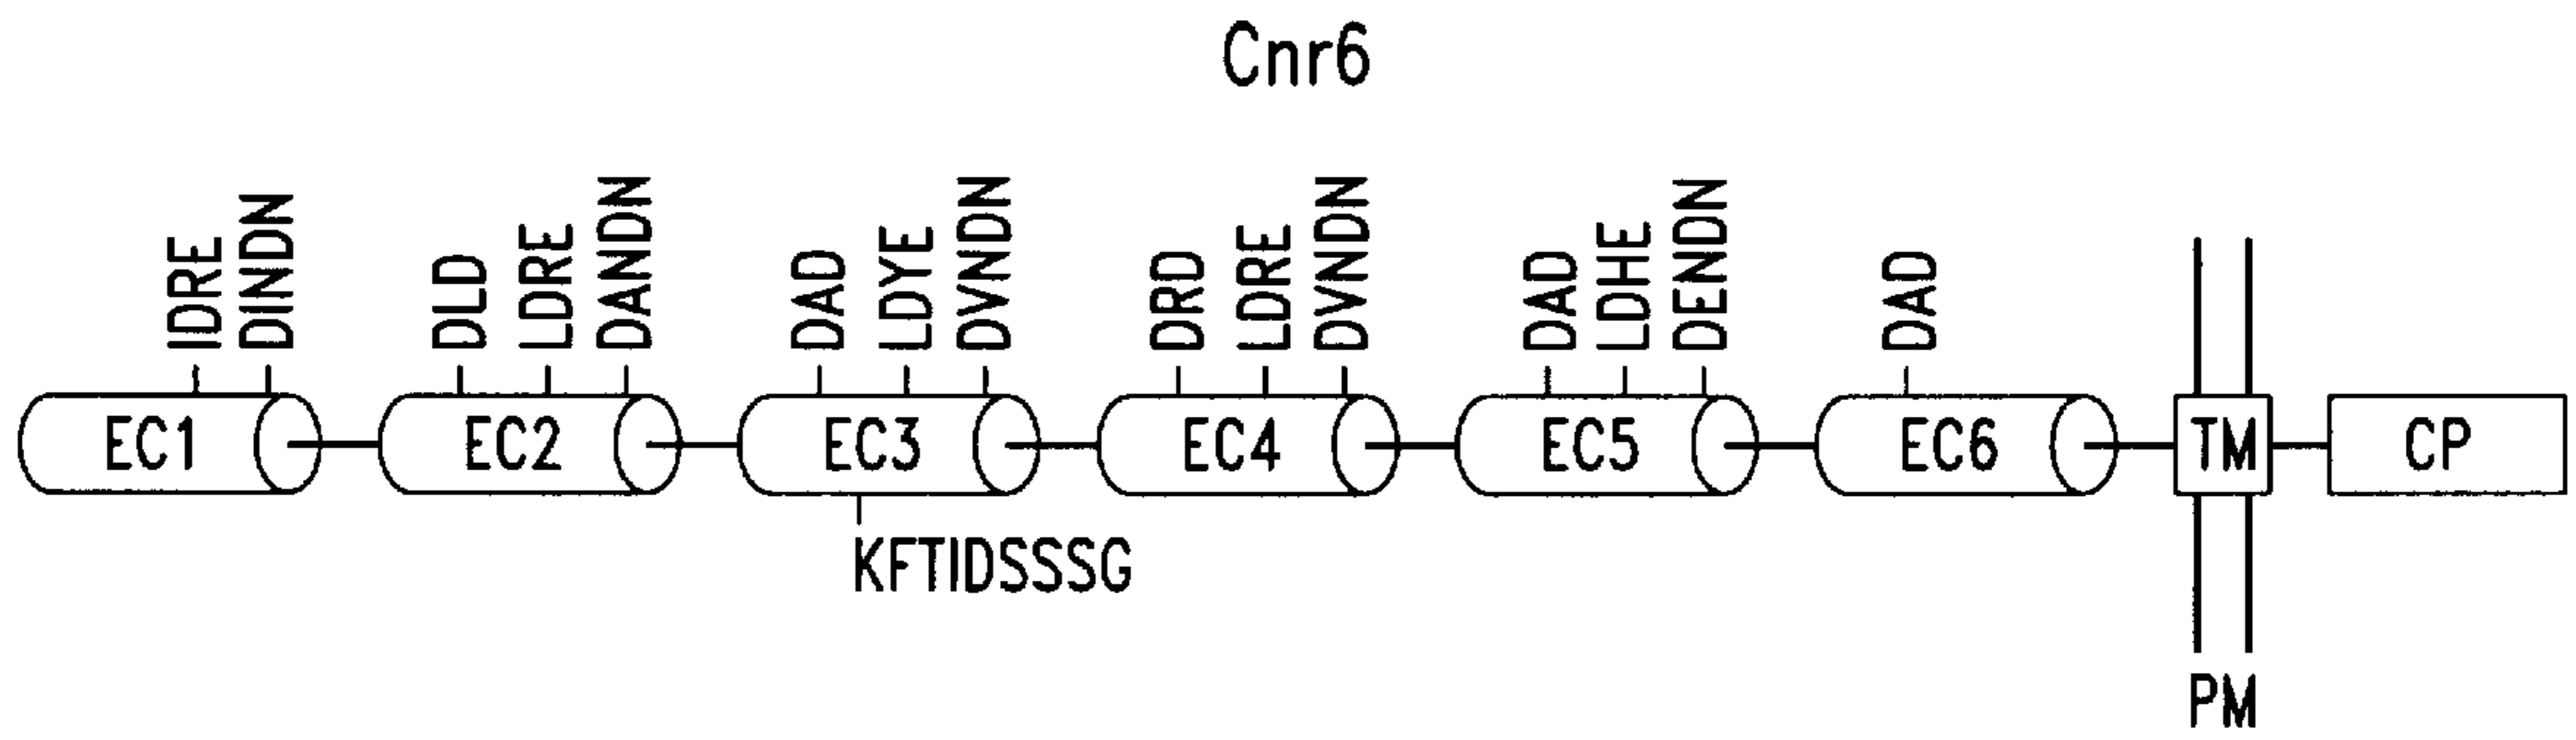 Cnr6
IDRE
DINDN
DLD
LDRE
DANDN
DAD
LDYE
DVNDN
DRD
LDRE
DVNDN
DAD
LDHE
DENDN
DAD
EC1
EC2
EC3
EC4
EC5
EC6
TM
CP
KFTIDSSSG
PM